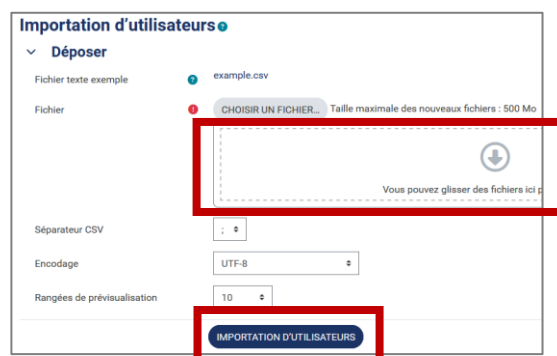 Importation d’utilisateurs
Déposer
Fichier texte exemple
example.csv
Fichier
CHOISIR UN FICHIER... Taille maximale des nouveaux fichiers : 500 Mo
Vous pouvez glisser des fichiers ici
Séparateur CSV
;
Encodage
UTF-8
Rangées de prévisualisation
10
IMPORTATION D'UTILISATEURS